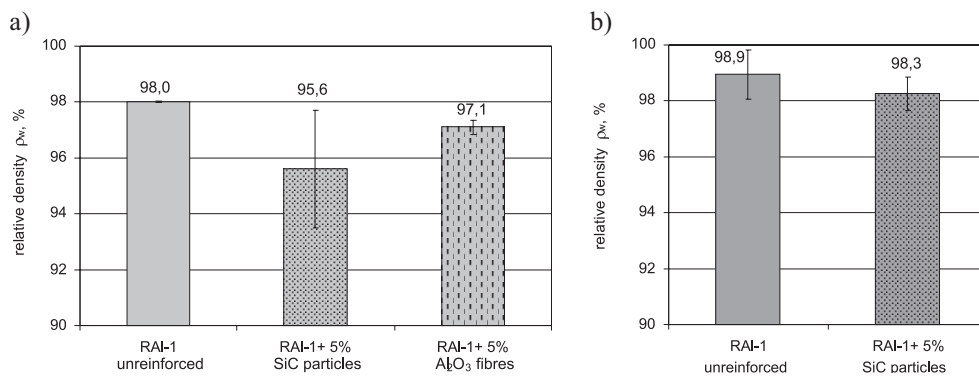 a)
relative density ρw, %
100
98
96
94
92
90
98,0
95,6
97,1
RAl-1
unreinforced
RAl-1+ 5%
SiC particles
RAl-1+ 5%
Al2O3 fibres
b)
relative density ρw, %
100
98
96
94
92
90
98,9
98,3
RAl-1
unreinforced
RAl-1+ 5%
SiC particles